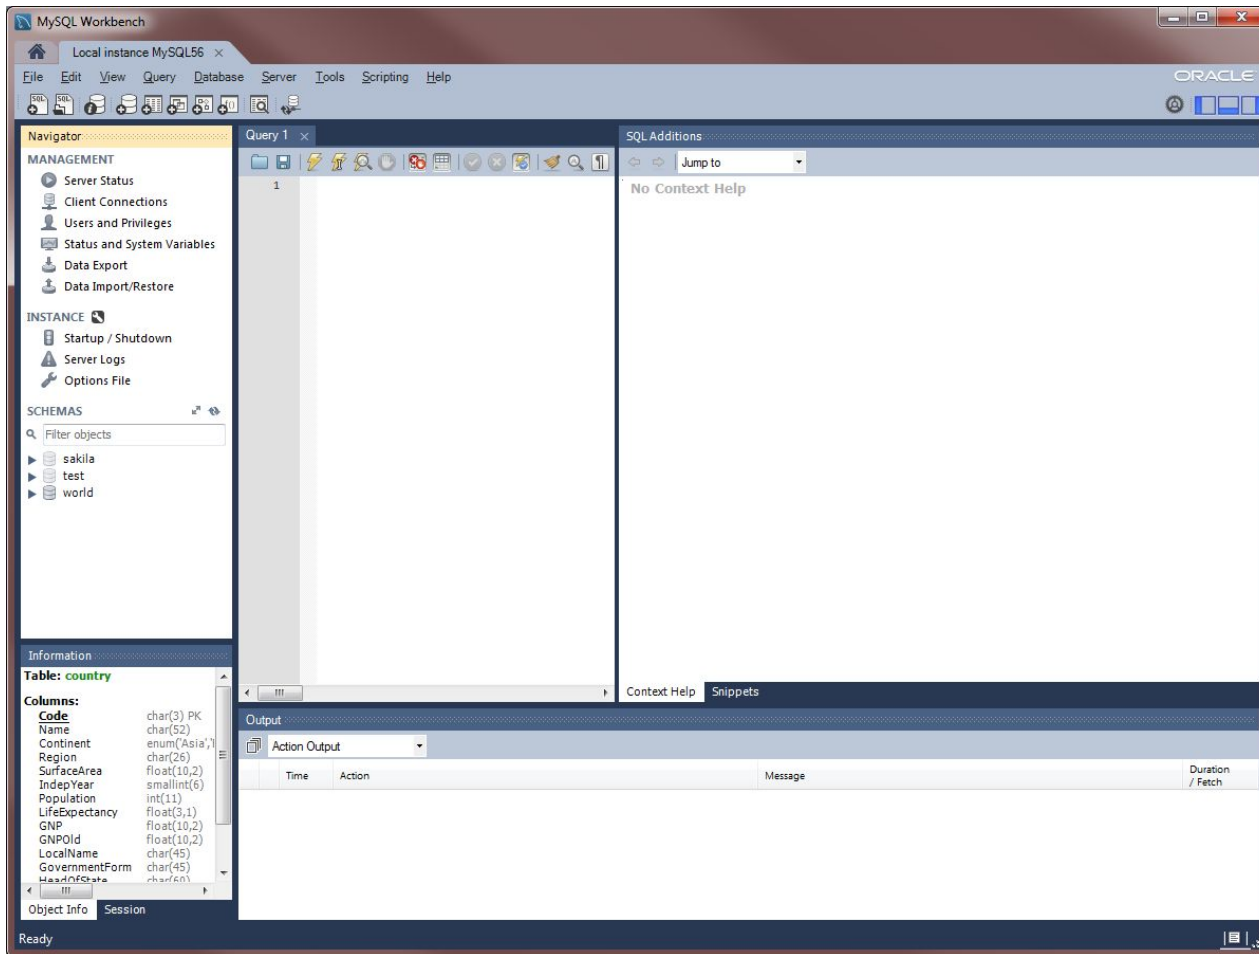 MySQL Workbench
Local instance MySQL56
File Edit View Query Database Server Tools Scripting Help
ORACLE
SQL SQL
Navigator
MANAGEMENT
Server Status
Client Connections
Users and Privileges
Status and System Variables
Data Export
Data Import/Restore
INSTANCE
Startup / Shutdown
Server Logs
Options File
SCHEMAS
Filter objects
sakila
test
world
Information
Table: country
Columns:
Code char(3) PK
Name char(52)
Continent enum('Asia','
Region char(26)
SurfaceArea float(10,2)
IndepYear smallint(6)
Population int(11)
LifeExpectancy float(3,1)
GNP float(10,2)
GNPOld float(10,2)
LocalName char(45)
GovernmentForm char(45)
HeadOfState char(60)
Object Info Session
Query 1
1
SQL Additions
Jump to
No Context Help
Context Help Snippets
Output
Action Output
Time Action Message Duration / Fetch
Ready